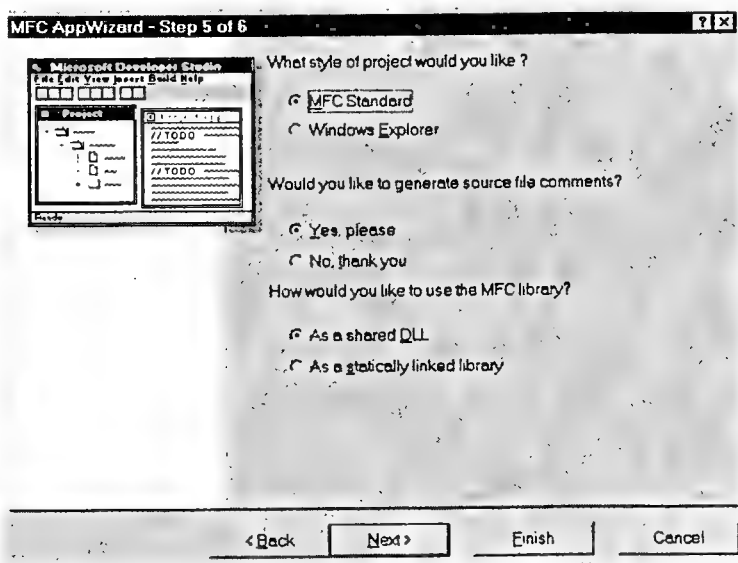 MFC AppWizard - Step 5 of 6
Microsoft Developer Studio
File Edit View Insert Build Help
Project
//TODO
//TODO
Ready
What style of project would you like ?
MFC Standard
Windows Explorer
Would you like to generate source file comments?
Yes, please
No, thank you
How would you like to use the MFC library?
As a shared DLL
As a statically linked library
< Back
Next >
Finish
Cancel